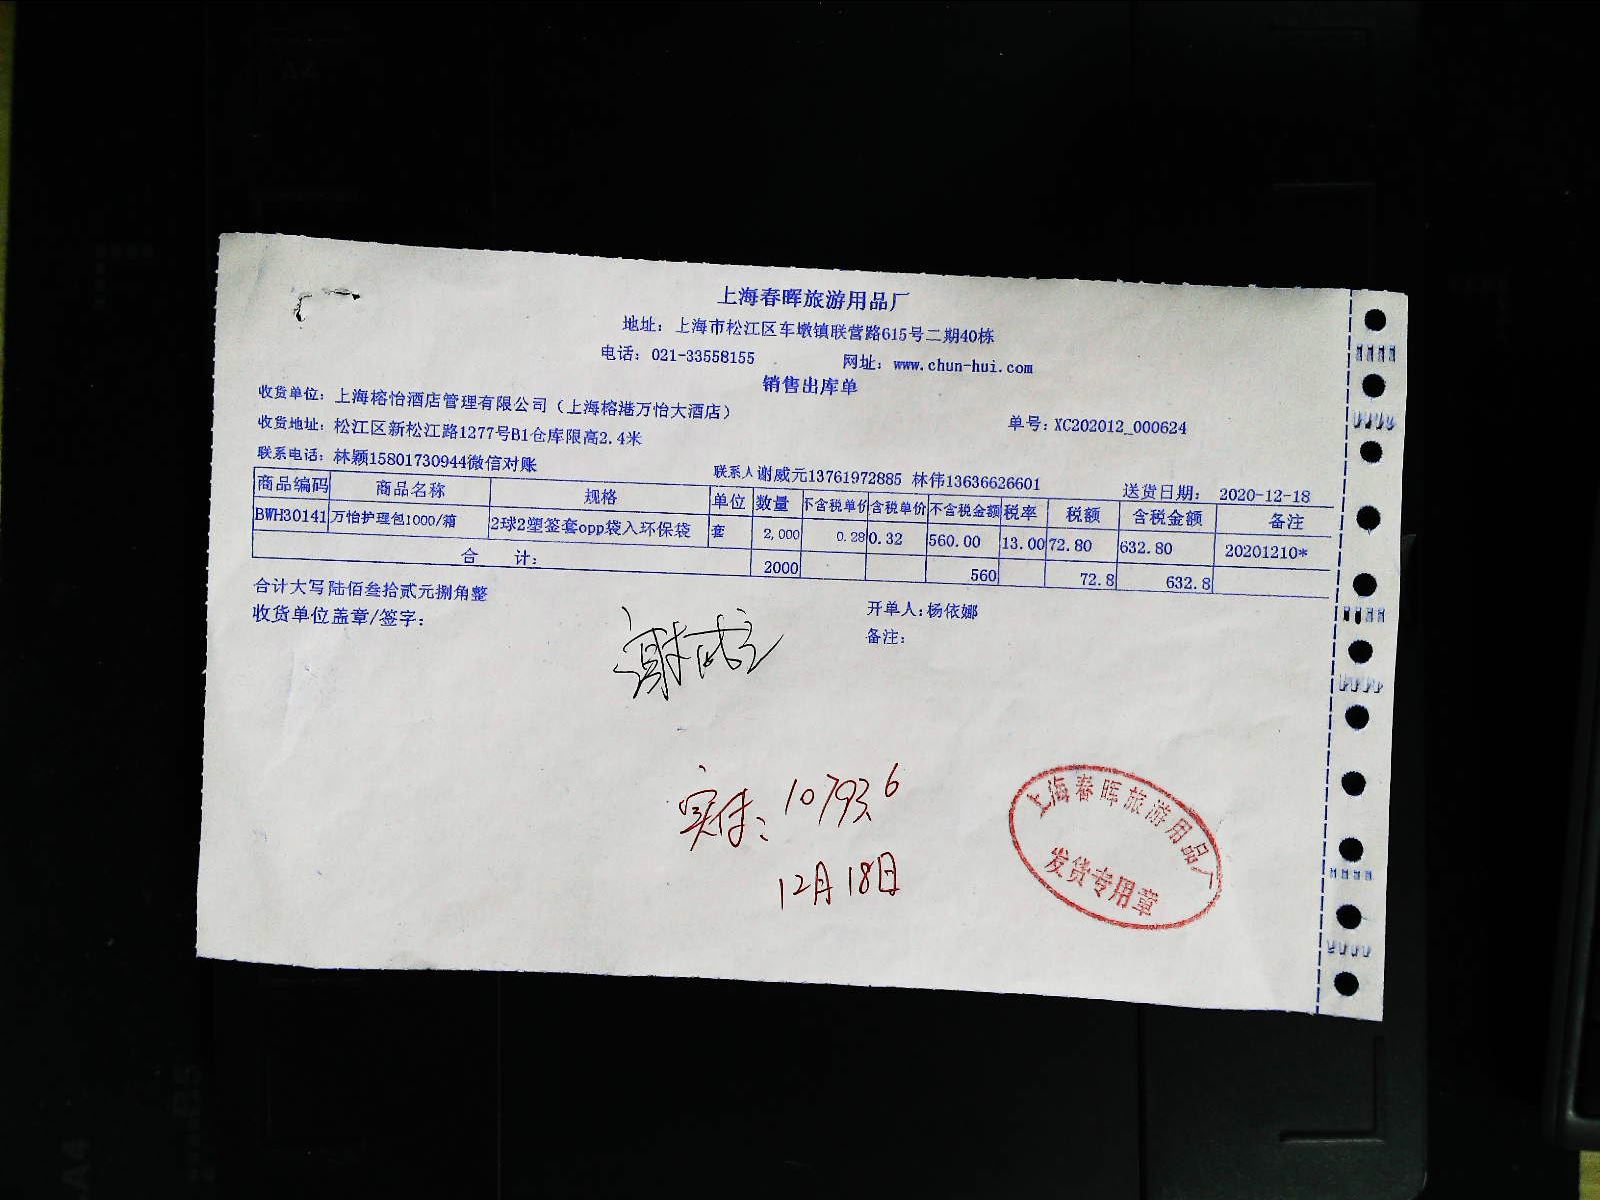 上海春晖旅游用品厂
地址：上海市松江区车墩镇联营路615号二期40栋
电话：021-33558155 网址：www.chun-hui.com
销售出库单
收货单位：上海榕怡酒店管理有限公司（上海榕港万怡大酒店）
单号：XC202012_000624
收货地址：松江区新松江路1277号B1仓库限高2.4米
联系电话：林颖15801730944微信对账 联系人谢威元13761972885 林伟13636626601 送货日期： 2020-12-18
商品编码 商品名称 规格 单位 数量 不含税单价 含税单价 不含税金额 税率 税额 含税金额 备注
BWH30141 万怡护理包1000/箱 2球2塑签套opp袋入环保袋 套 2,000 0.28 0.32 560.00 13.00 72.80 632.80 20201210*
合 计： 2000 560 72.8 632.8
合计大写陆佰叁拾贰元捌角整
收货单位盖章/签字： 开单人：杨依娜
备注：
实付：10793.6
12月18日
上海春晖旅游用品厂
发货专用章